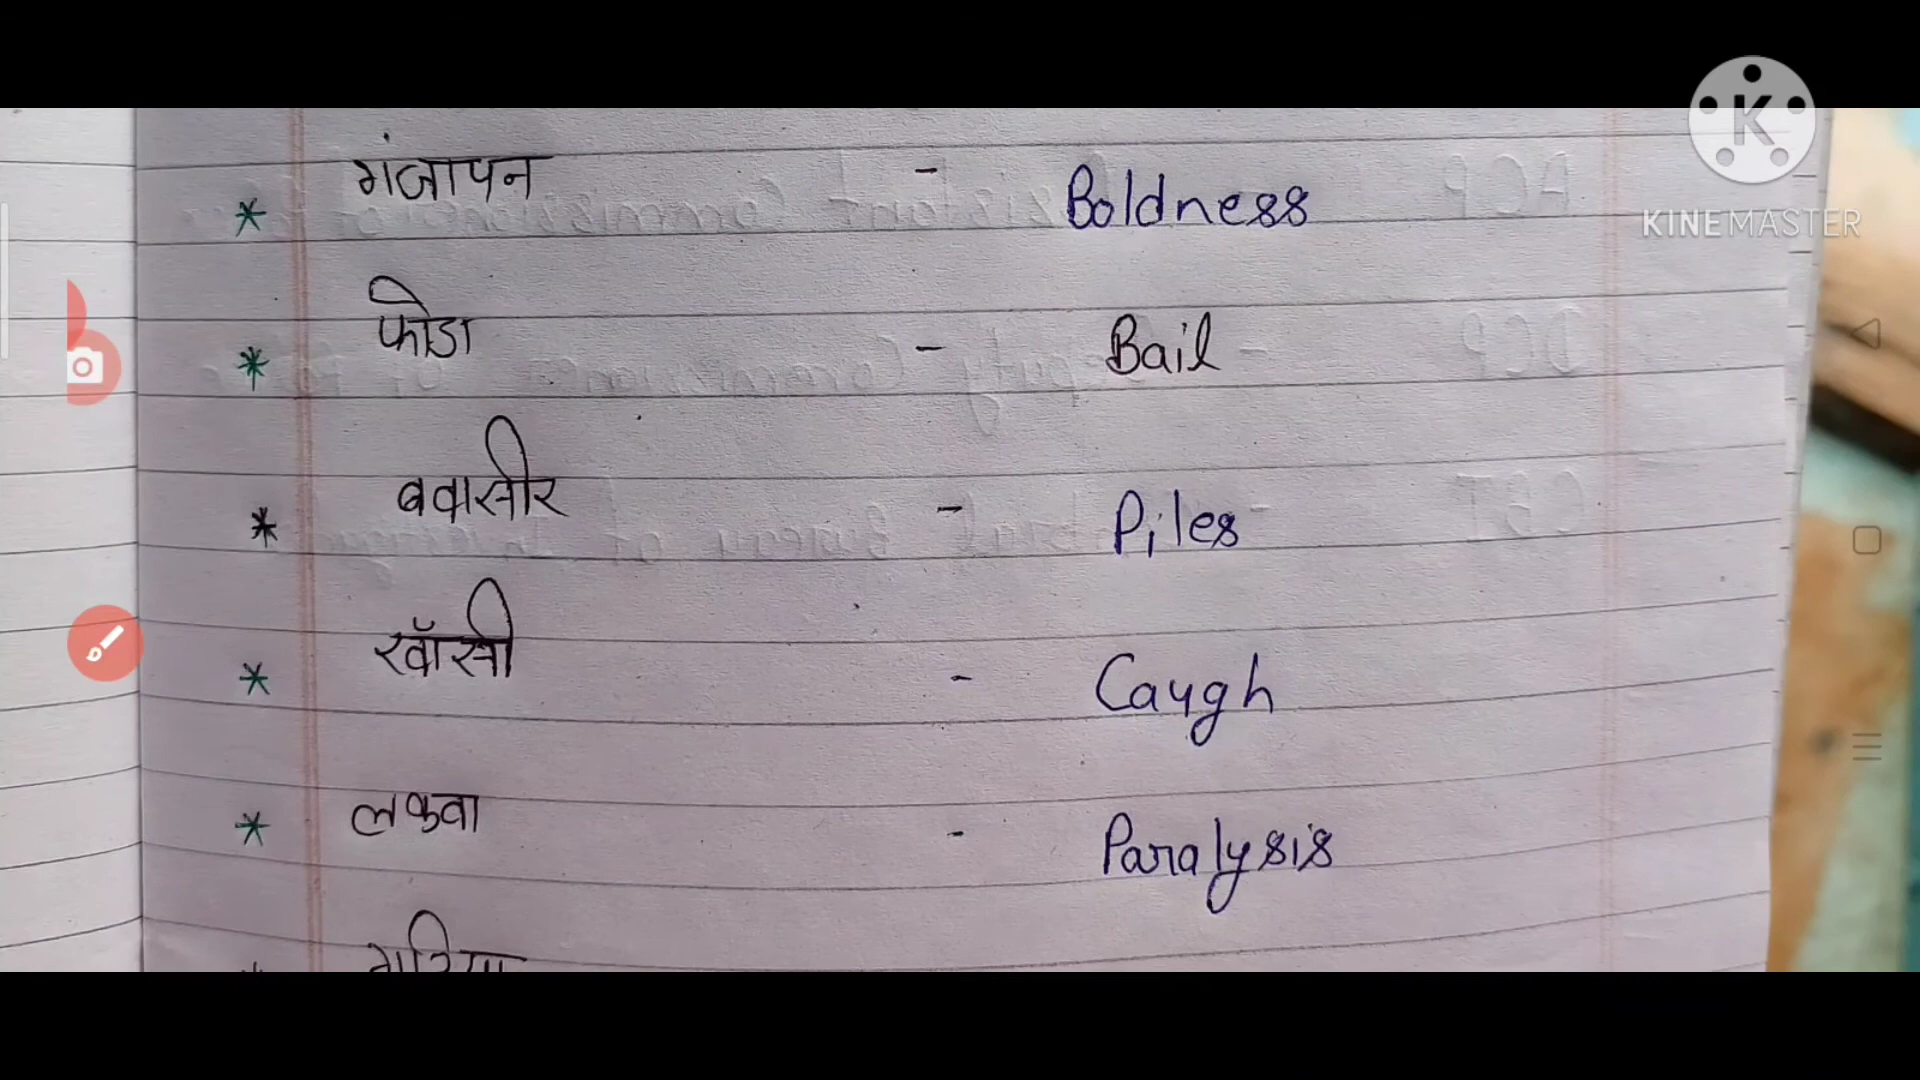 * गंजापन - Boldness
* फोडा - Bail
* बवासीर - Piles
* खॉसी - Caugh
* लकवा - Paralysis
KINEMASTER